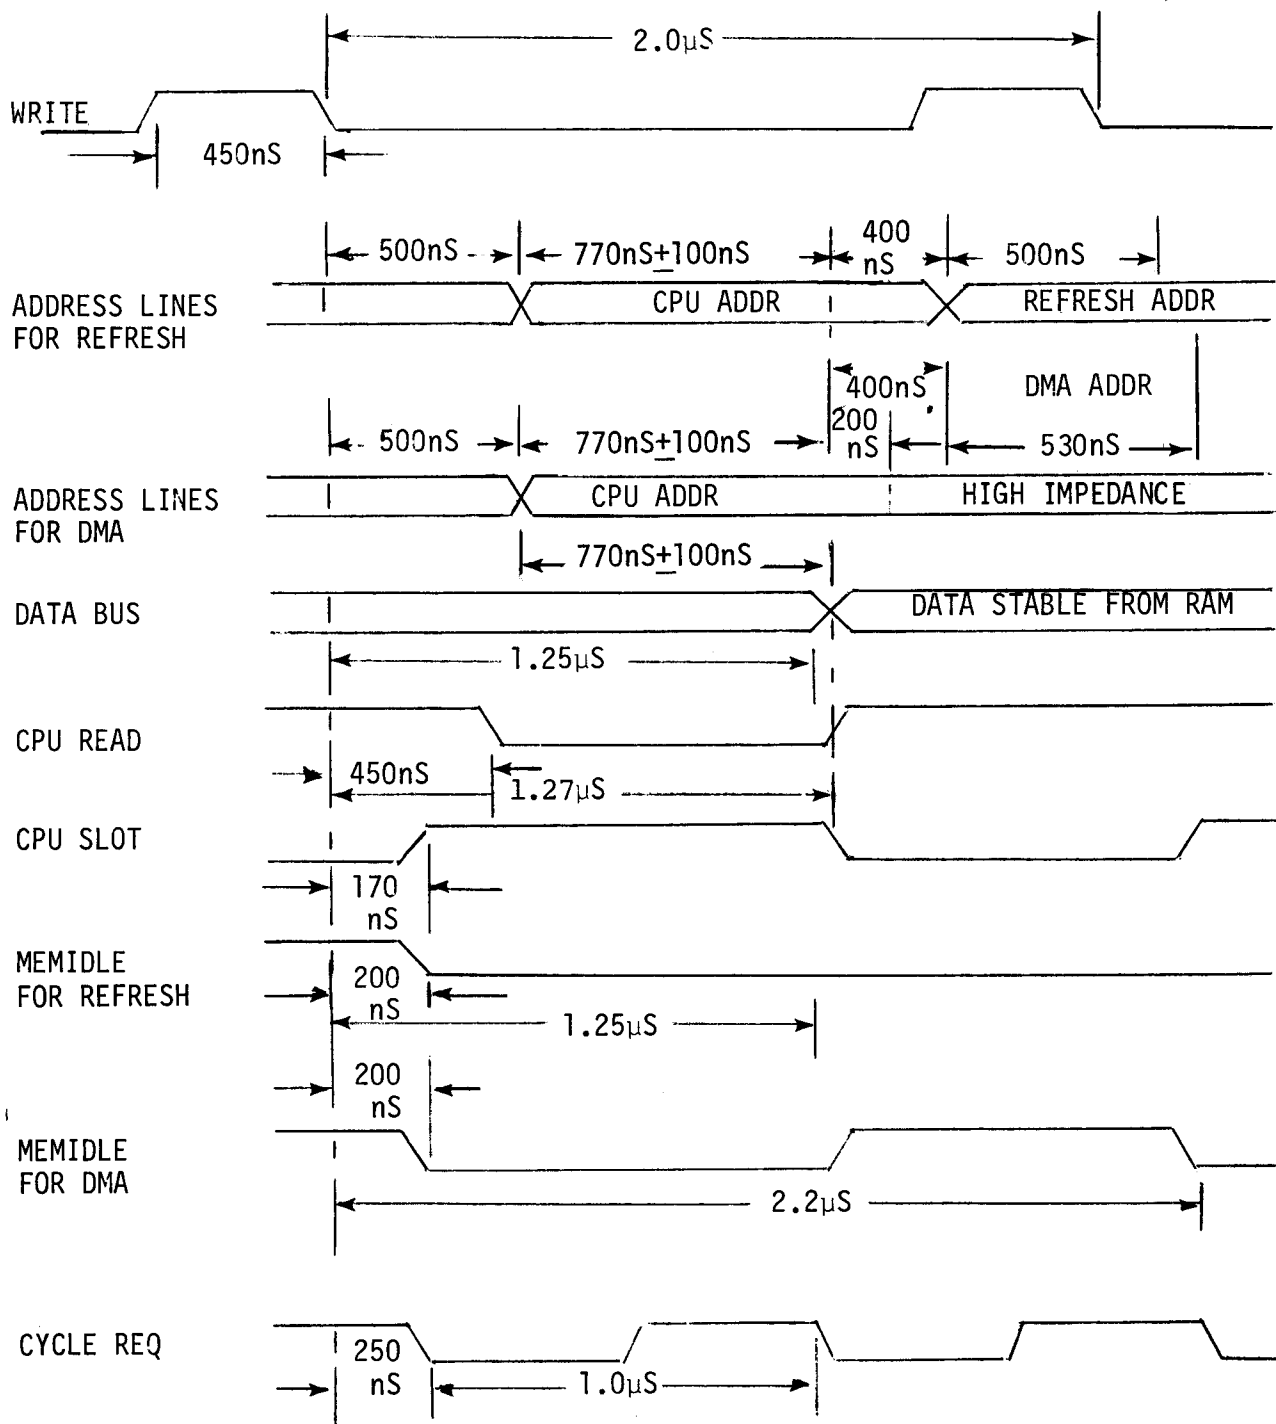 2.0µS
WRITE
450nS
500nS
770nS±100nS
400
nS
500nS
ADDRESS LINES
FOR REFRESH
CPU ADDR
REFRESH ADDR
400nS
DMA ADDR
500nS
770nS±100nS
200
nS
530nS
ADDRESS LINES
FOR DMA
CPU ADDR
HIGH IMPEDANCE
770nS±100nS
DATA BUS
DATA STABLE FROM RAM
1.25µS
CPU READ
450nS
1.27µS
CPU SLOT
170
nS
MEMIDLE
FOR REFRESH
200
nS
1.25µS
200
nS
MEMIDLE
FOR DMA
2.2µS
CYCLE REQ
250
nS
1.0µS